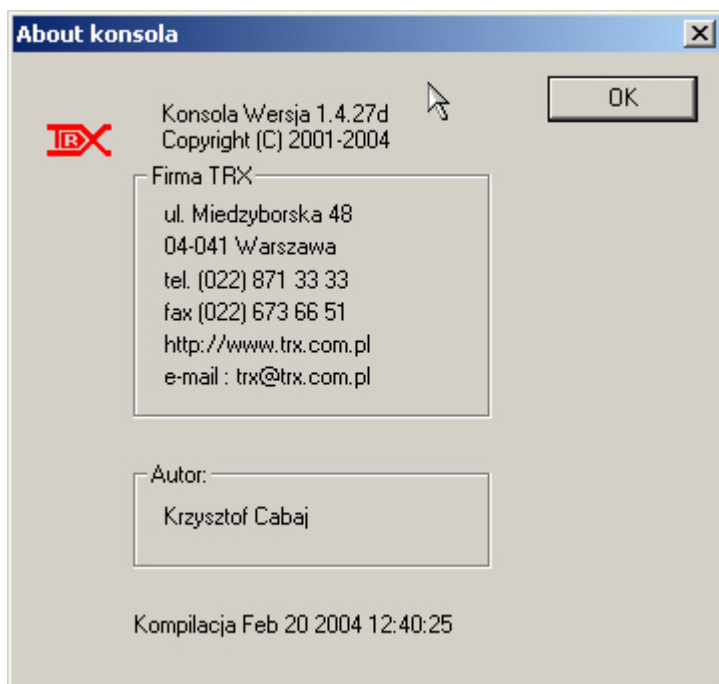 About konsola
OK
TRX
Konsola Wersja 1.4.27d
Copyright (C) 2001-2004
Firma TRX
ul. Miedzyborska 48
04-041 Warszawa
tel. (022) 871 33 33
fax (022) 673 66 51
http://www.trx.com.pl
e-mail : trx@trx.com.pl
Autor:
Krzysztof Cabaj
Kompilacja Feb 20 2004 12:40:25